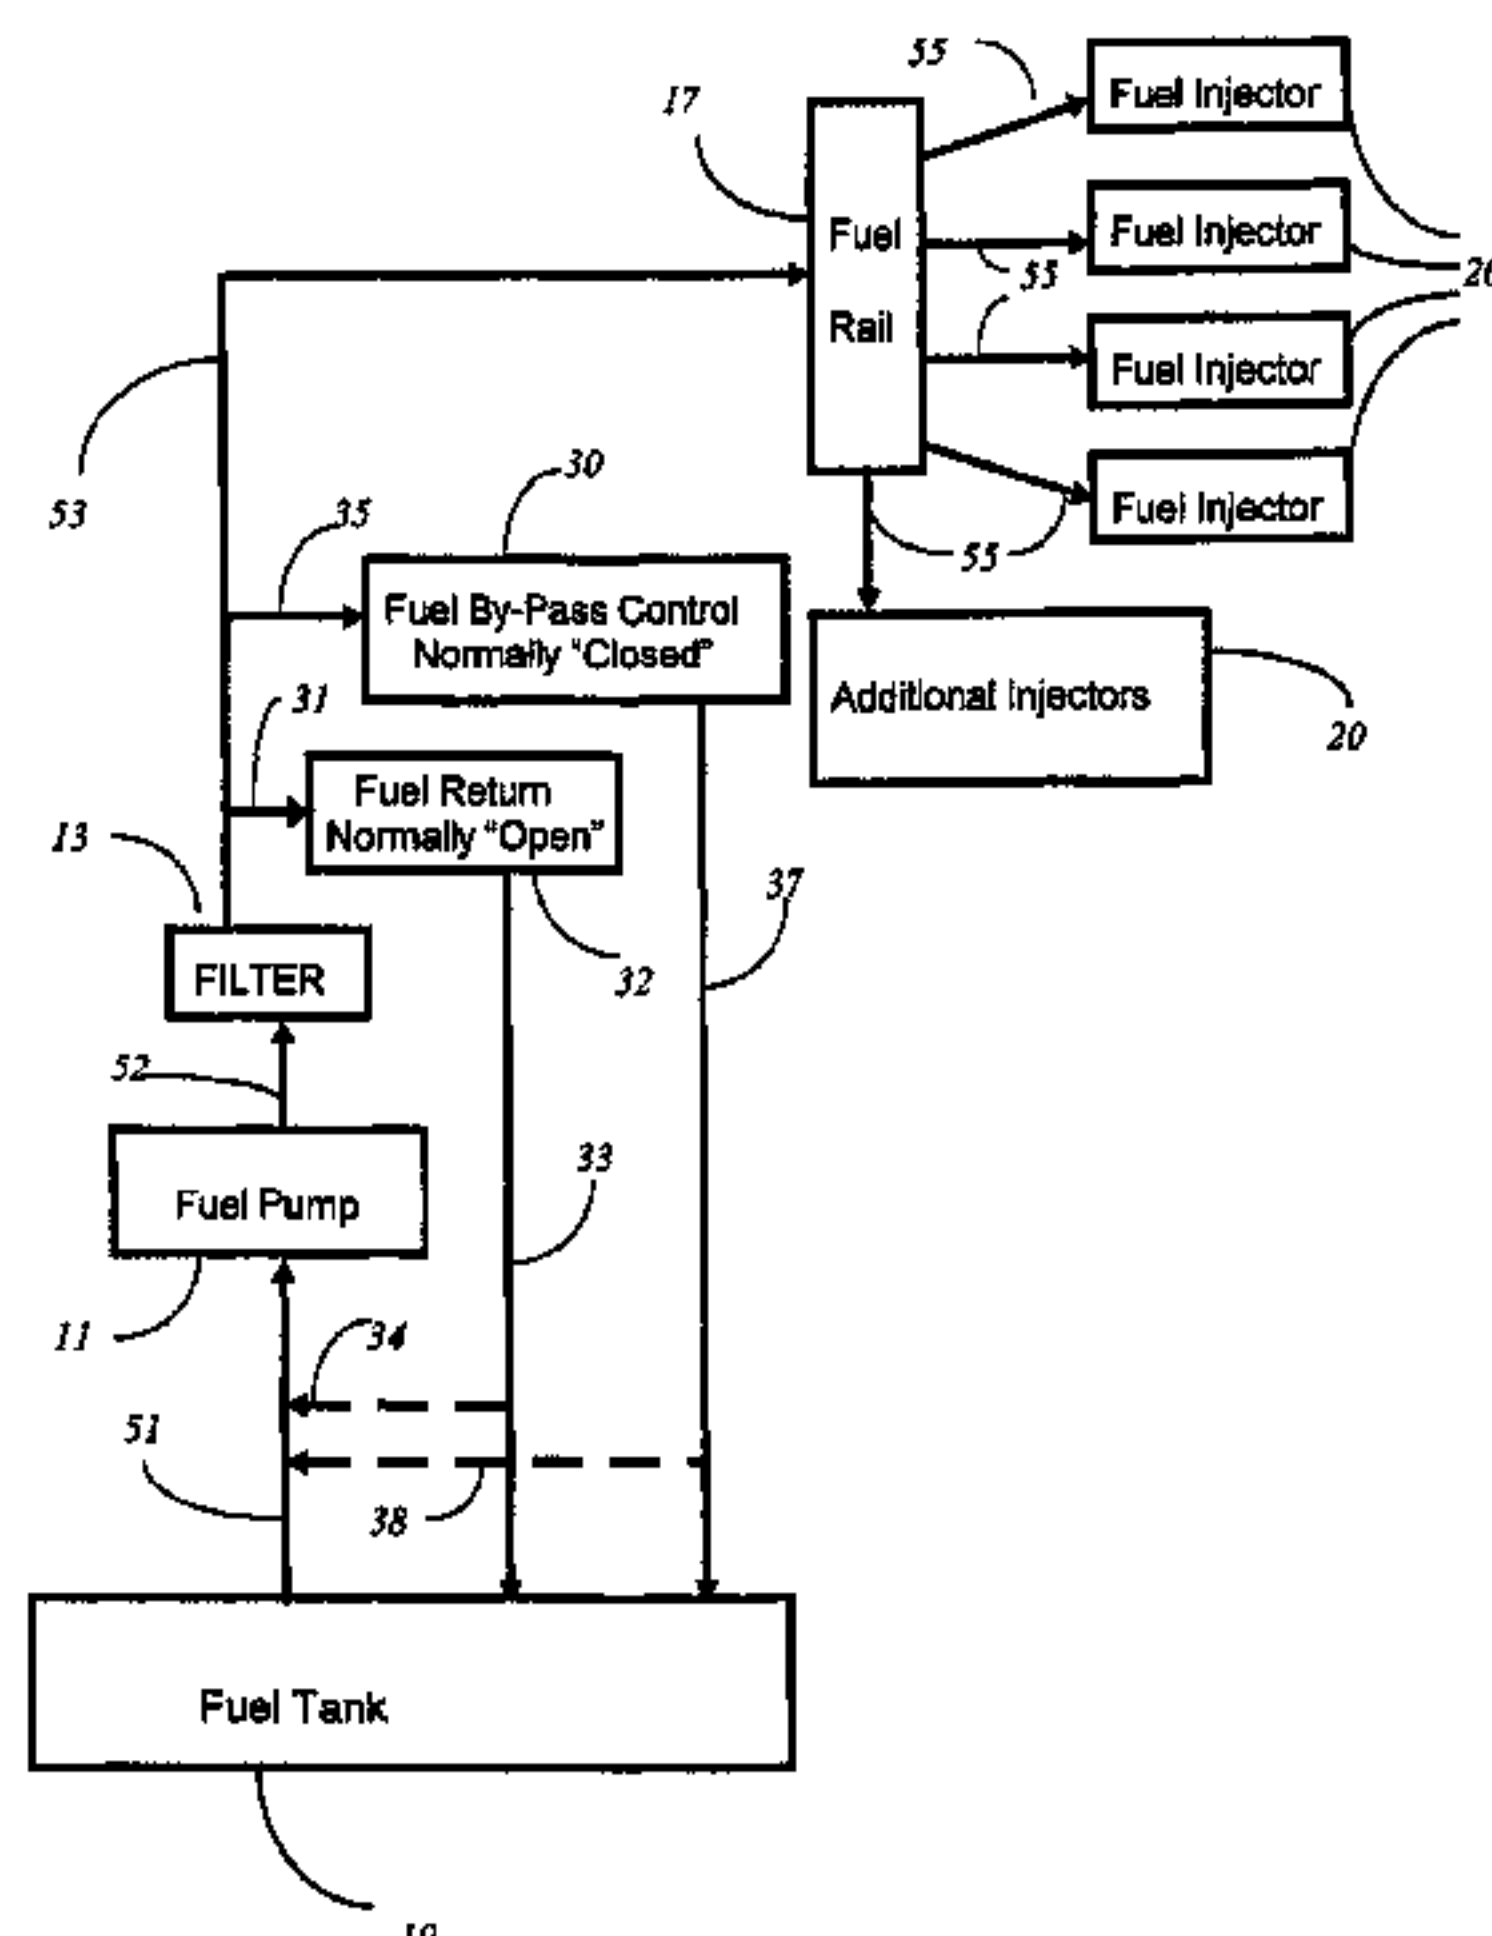 55
Fuel Injector
17
Fuel Injector
Fuel
55
20
Rail
Fuel Injector
Fuel Injector
53
35
30
55
Fuel By-Pass Control
Normally "Closed"
Additional Injectors
20
31
Fuel Return
Normally "Open"
13
37
FILTER
32
52
33
Fuel Pump
11
34
51
38
Fuel Tank